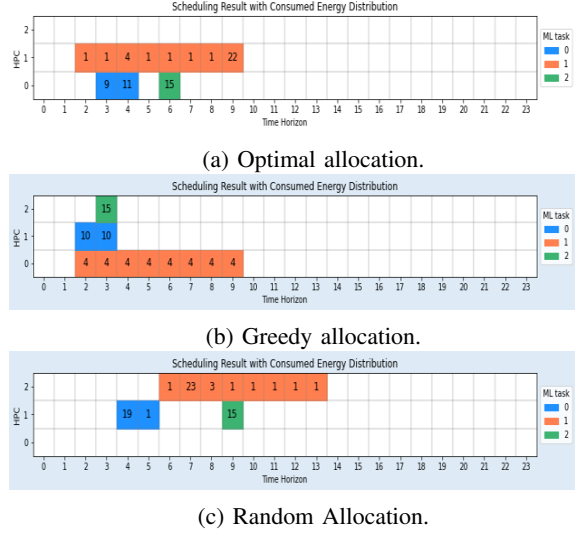 Scheduling Result with Consumed Energy Distribution
2
1 1 1 4 1 1 1 1 22
0 9 11 15
HPC
0 1 2 3 4 5 6 7 8 9 10 11 12 13 14 15 16 17 18 19 20 21 22 23
Time Horizon
ML task
0
1
2
(a) Optimal allocation.
Scheduling Result with Consumed Energy Distribution
2 15
1 10 10
0 4 4 4 4 4 4 4 4
HPC
0 1 2 3 4 5 6 7 8 9 10 11 12 13 14 15 16 17 18 19 20 21 22 23
Time Horizon
ML task
0
1
2
(b) Greedy allocation.
Scheduling Result with Consumed Energy Distribution
2 1 23 3 1 1 1 1 1
1 19 1 15
0
HPC
0 1 2 3 4 5 6 7 8 9 10 11 12 13 14 15 16 17 18 19 20 21 22 23
Time Horizon
ML task
0
1
2
(c) Random Allocation.